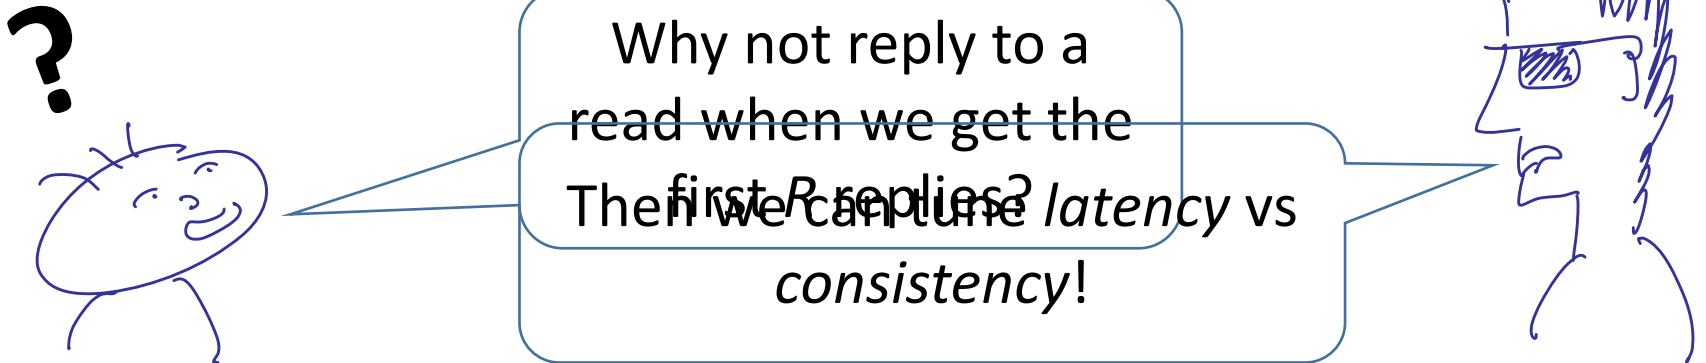 ?
Why not reply to a
read when we get the
first R replies?
Then we can tune latency vs
consistency!